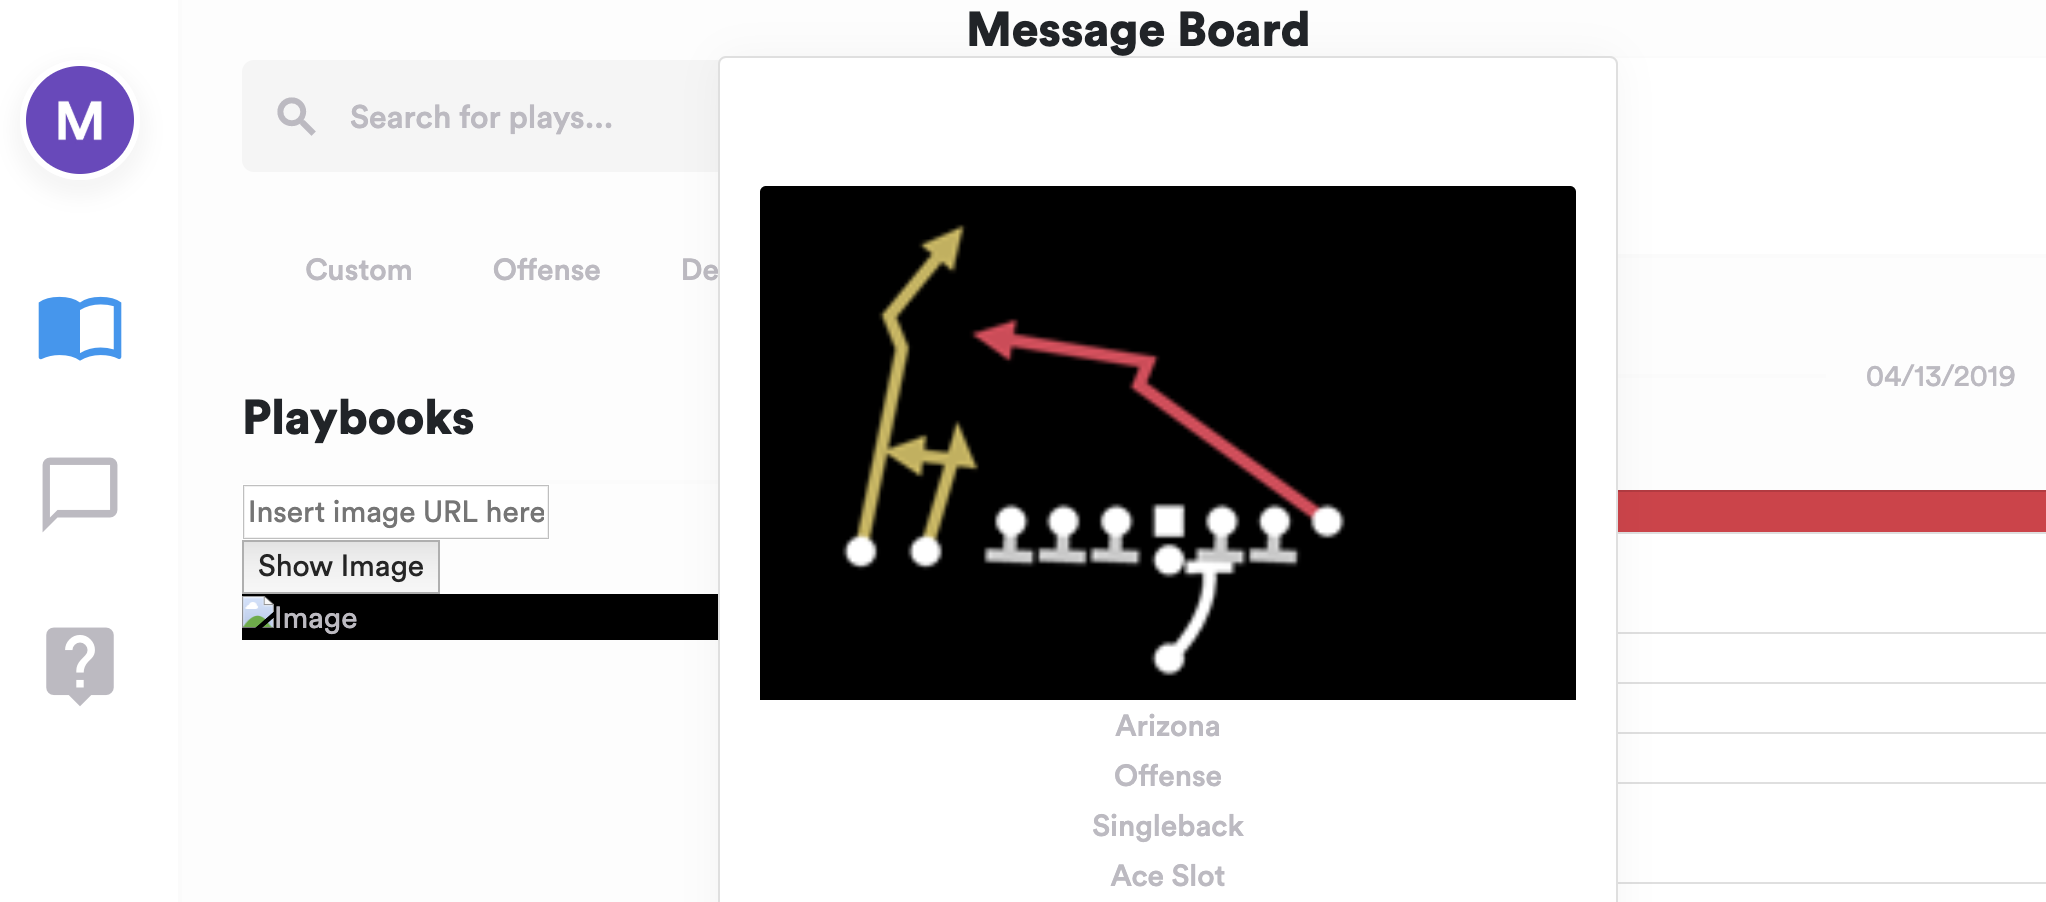 Message Board
M
Search for plays...
Custom
Offense
De
04/13/2019
Playbooks
Insert image URL here
Show Image
Image
Arizona
Offense
Singleback
Ace Slot